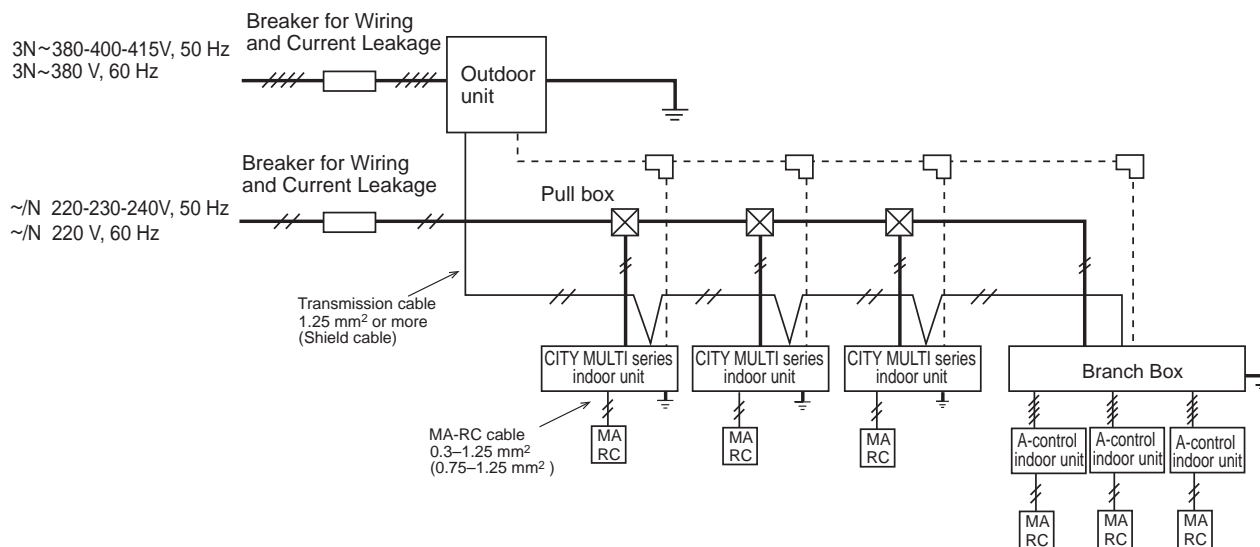 Breaker for Wiring
and Current Leakage
3N~380-400-415V, 50 Hz
3N~380 V, 60 Hz
Outdoor
unit
Breaker for Wiring
and Current Leakage
~/N 220-230-240V, 50 Hz
~/N 220 V, 60 Hz
Pull box
Transmission cable
1.25 mm² or more
(Shield cable)
CITY MULTI series
indoor unit
CITY MULTI series
indoor unit
CITY MULTI series
indoor unit
Branch Box
MA-RC cable
0.3–1.25 mm²
(0.75–1.25 mm² )
MA
RC
MA
RC
MA
RC
A-control
indoor unit
A-control
indoor unit
A-control
indoor unit
MA
RC
MA
RC
MA
RC